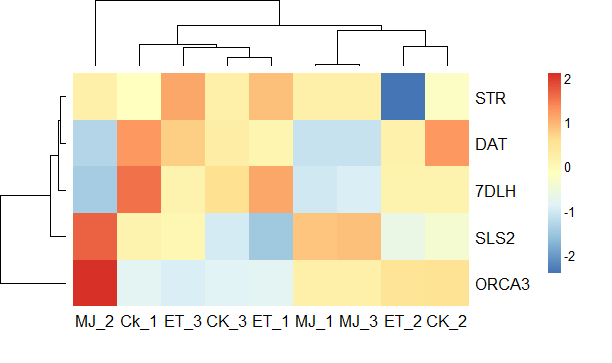 2
STR
1
DAT
0
7DLH
-1
SLS2
-2
ORCA3
MJ_2 Ck_1 ET_3 CK_3 ET_1 MJ_1 MJ_3 ET_2 CK_2